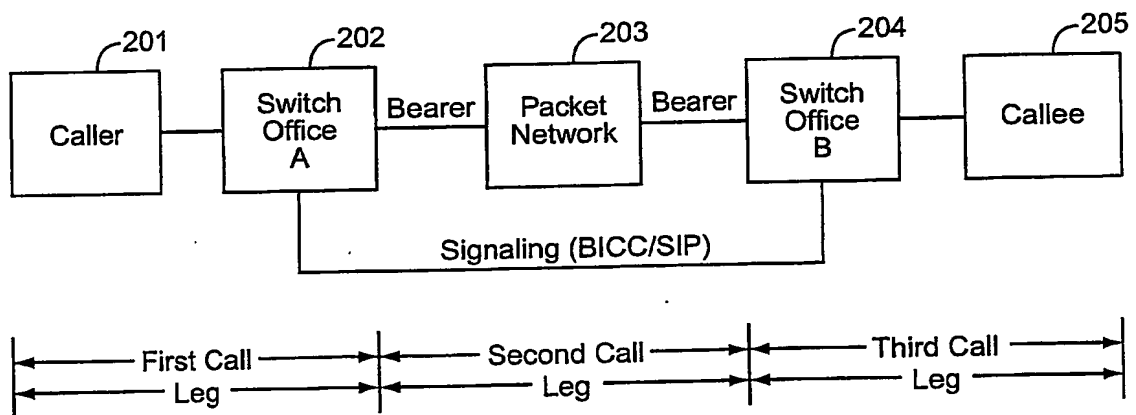 201
202
203
204
205
Caller
Switch
Office
A
Bearer
Packet
Network
Bearer
Switch
Office
B
Callee
Signaling (BICC/SIP)
First Call
Leg
Second Call
Leg
Third Call
Leg